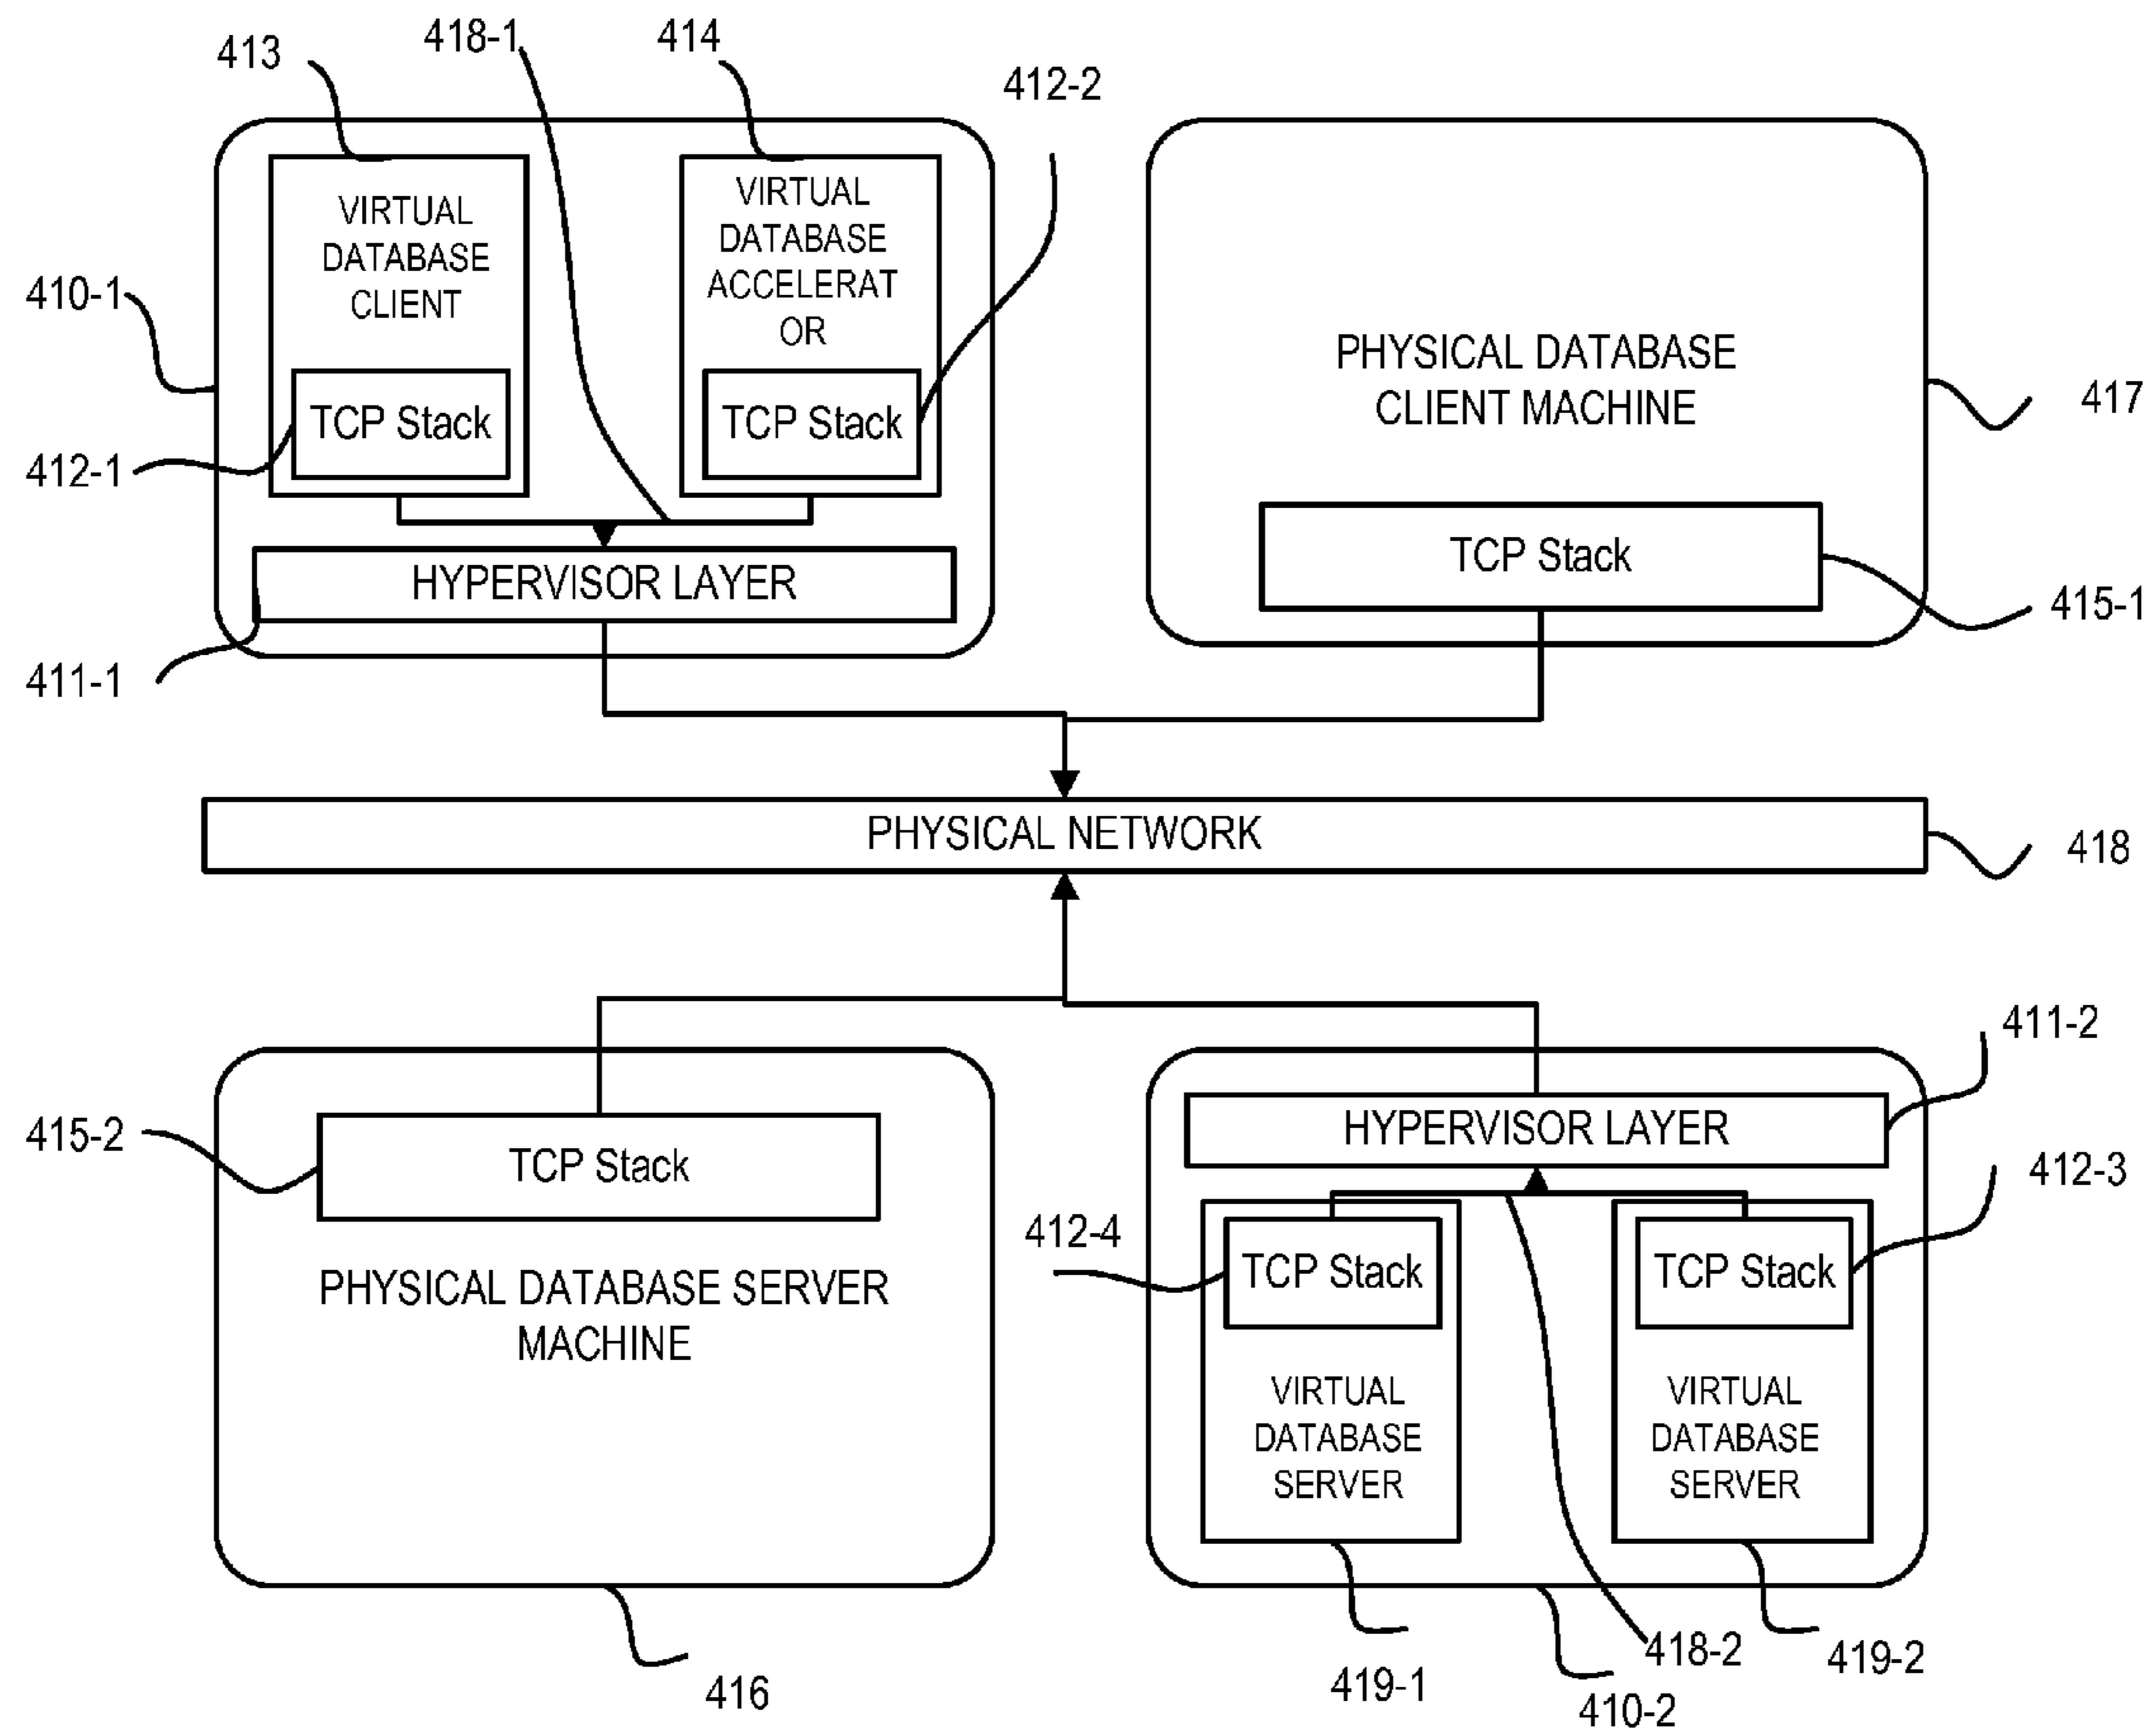 413
418-1
414
412-2
VIRTUAL
DATABASE
CLIENT
TCP Stack
VIRTUAL
DATABASE
ACCELERAT
OR
TCP Stack
410-1
412-1
HYPERVISOR LAYER
411-1
PHYSICAL DATABASE
CLIENT MACHINE
417
TCP Stack
415-1
PHYSICAL NETWORK
418
415-2
TCP Stack
PHYSICAL DATABASE SERVER
MACHINE
416
411-2
HYPERVISOR LAYER
412-3
412-4
TCP Stack
VIRTUAL
DATABASE
SERVER
TCP Stack
VIRTUAL
DATABASE
SERVER
419-1
410-2
418-2
419-2